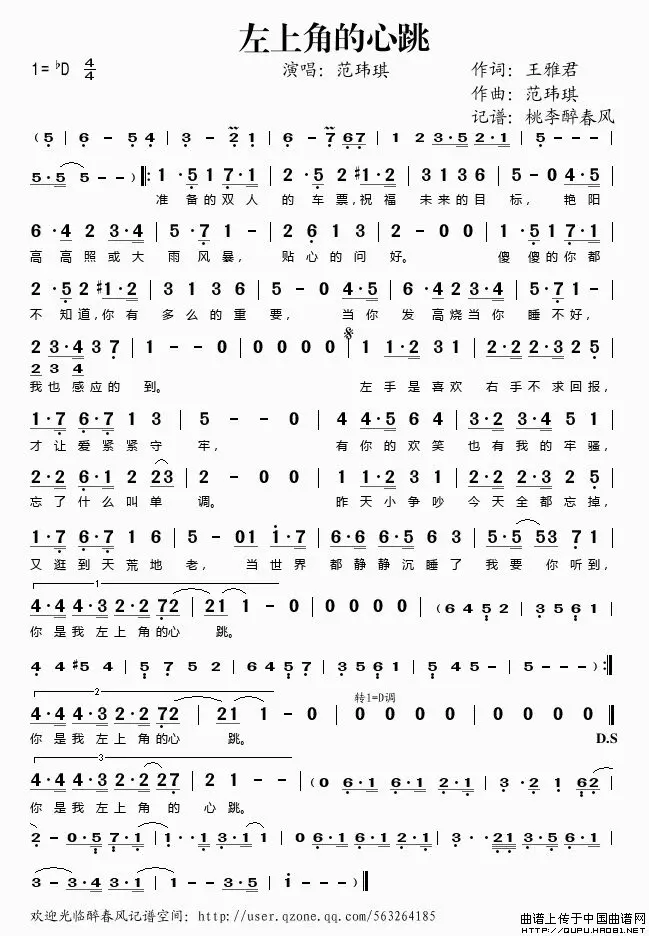 左上角的心跳
1=♭D 4/4 演唱：范玮琪 作词：王雅君
作曲：范玮琪
记谱：桃李醉春风
(5 | 6 - 5 4 | 3 - 2 1 | 6 - 7 67 | 1 2 3·5 2·1 | 5 - - -
5·5 5 - - ) ‖: 1 ·5 1 7·1 | 2 ·5 2 #1·2 | 3 1 3 6 | 5 - 0 4·5
准 备的双人 的 车票,祝福 未来的目 标, 艳阳
6 ·4 2 3·4 | 5 ·7 1 - | 2 6 1 3 | 2 - 0 0 | 1 ·5 1 7·1
高 高照或大 雨风暴, 贴心的问 好。 傻 傻的你都
2 ·5 2 #1·2 | 3 1 3 6 | 5 - 0 4·5 | 6 ·4 2 3·4 | 5 ·7 1 -
不 知道,你有 多么的重 要, 当你 发 高烧当你 睡不好,
2 3·4 3 7 | 1 - - 0 | 0 0 0 0 | 1 1·2 3 1 | 2·2 2·3 2 5
2 3 4
我也 感应的 到。 左手是喜欢 右手不求回报,
1·7 6·7 1 3 | 5 - - 0 | 4 4·5 6 4 | 3·2 3·4 5 1
才让爱紧紧守 牢, 有你的欢笑 也有我的牢骚,
2·2 6·1 2 23 | 2 - 0 0 | 1 1·2 3 1 | 2·2 2·3 2 5
忘了什么叫单 调。 昨天小争吵 今天全都忘掉,
1·7 6·7 1 6 | 5 - 01 i·7 | 6·6 6·5 6 3 | 5·5 53 7 1
又逛到天荒地 老, 当世界 都静静沉睡了 我要 你听到,
1
4·4 4·3 2·2 72 | 21 1 - 0 | 0 0 0 0 | (6 4 5 2 | 3 5 6 1
你是我左上角的心 跳。
4 4 #5 4 | 5 7 5 2 | 6 4 5 7 | 3 5 6 1 | 5 4 5 - | 5 - - - ) :‖
2
转1=D调
4·4 4·3 2·2 72 | 21 1 - 0 | 0 0 0 0 | 0 0 0 0 ‖
你是我左上角的心 跳。 D.S
3
4·4 4·3 2·2 27 | 2 1 - - | (0 6·1 6·1 2·1 | 3·2 1 62
你是我左上角的 心跳。
2 - 0·5 7·1 | 1··1 3·1 1 | 0 6·1 6·1 2·1 | 3·· 21 3·5 6·1
3 - 3·4 3·1 | 1 - 2·1 6·5 | i - - - ) ‖
欢迎光临醉春风记谱空间：http://user.qzone.qq.com/563264185
曲谱上传于中国曲谱网
http://QUPU.HAO81.NET